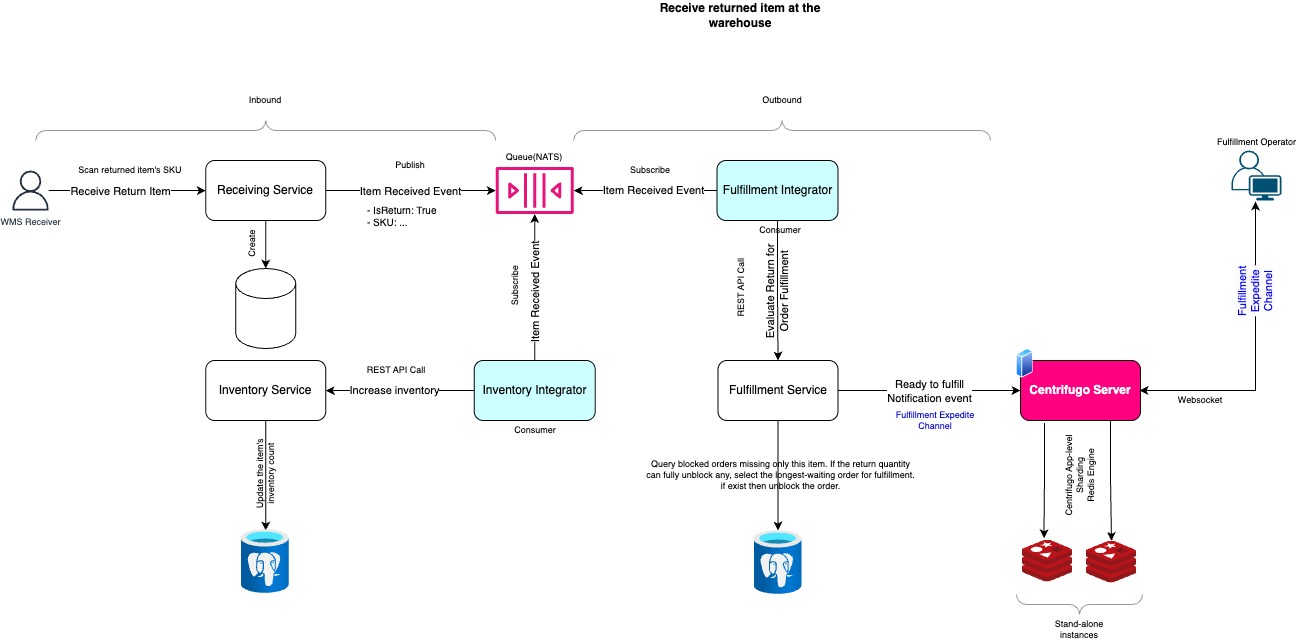 Receive returned item at the
warehouse
Inbound
Outbound
Fulfillment Operator
Scan returned item's SKU
Receive Return Item
WMS Receiver
Receiving Service
Publish
Item Received Event
- IsReturn: True
- SKU: ...
Queue(NATS)
Subscribe
Item Received Event
Fulfillment Integrator
Consumer
Create
Subscribe
Item Received Event
REST API Call
Evaluate Return for
Order Fulfillment
Fulfillment
Expedite
Channel
Inventory Service
REST API Call
Increase inventory
Inventory Integrator
Consumer
Fulfillment Service
Ready to fulfill
Notification event
Fulfillment Expedite
Channel
Centrifugo Server
Websocket
Update the item's
inventory count
Query blocked orders missing only this item. If the return quantity
can fully unblock any, select the longest-waiting order for fulfillment.
if exist then unblock the order.
Centrifugo App-level
Sharding
Redis Engine
Stand-alone
instances